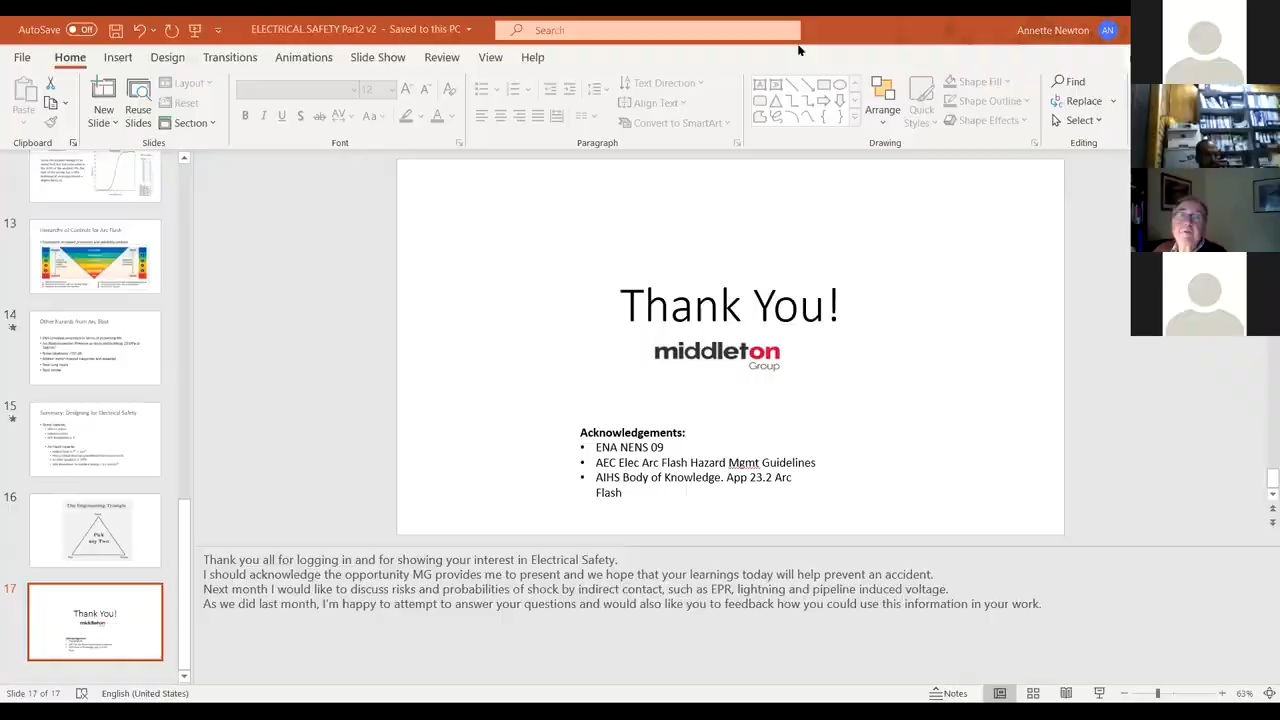 AutoSave Off ELECTRICAL SAFETY Part2 v2 - Saved to this PC Search Annette Newton AN
File Home Insert Design Transitions Animations Slide Show Review View Help
Paste New Slide Reuse Slides Layout Reset Section
12 A A Aa
B I U S ab AV Aa A
Text Direction Align Text Convert to SmartArt
Arrange Quick Styles Shape Fill Shape Outline Shape Effects
Find Replace Select
Clipboard Slides Font Paragraph Drawing Editing
13
Hierarchy of Controls for Arc Flash
14
Other Hazards from Arc Blast
15
Summary: Designing for Electrical Safety
16
The Engineering Triangle
Pick
any Two
17
Thank You!
middleton
Thank You!
middleton
Group
Acknowledgements:
• ENA NENS 09
• AEC Elec Arc Flash Hazard Mgmt Guidelines
• AIHS Body of Knowledge. App 23.2 Arc
Flash
Thank you all for logging in and for showing your interest in Electrical Safety.
I should acknowledge the opportunity MG provides me to present and we hope that your learnings today will help prevent an accident.
Next month I would like to discuss risks and probabilities of shock by indirect contact, such as EPR, lightning and pipeline induced voltage.
As we did last month, I'm happy to attempt to answer your questions and would also like you to feedback how you could use this information in your work.
Slide 17 of 17 English (United States) Notes 63%